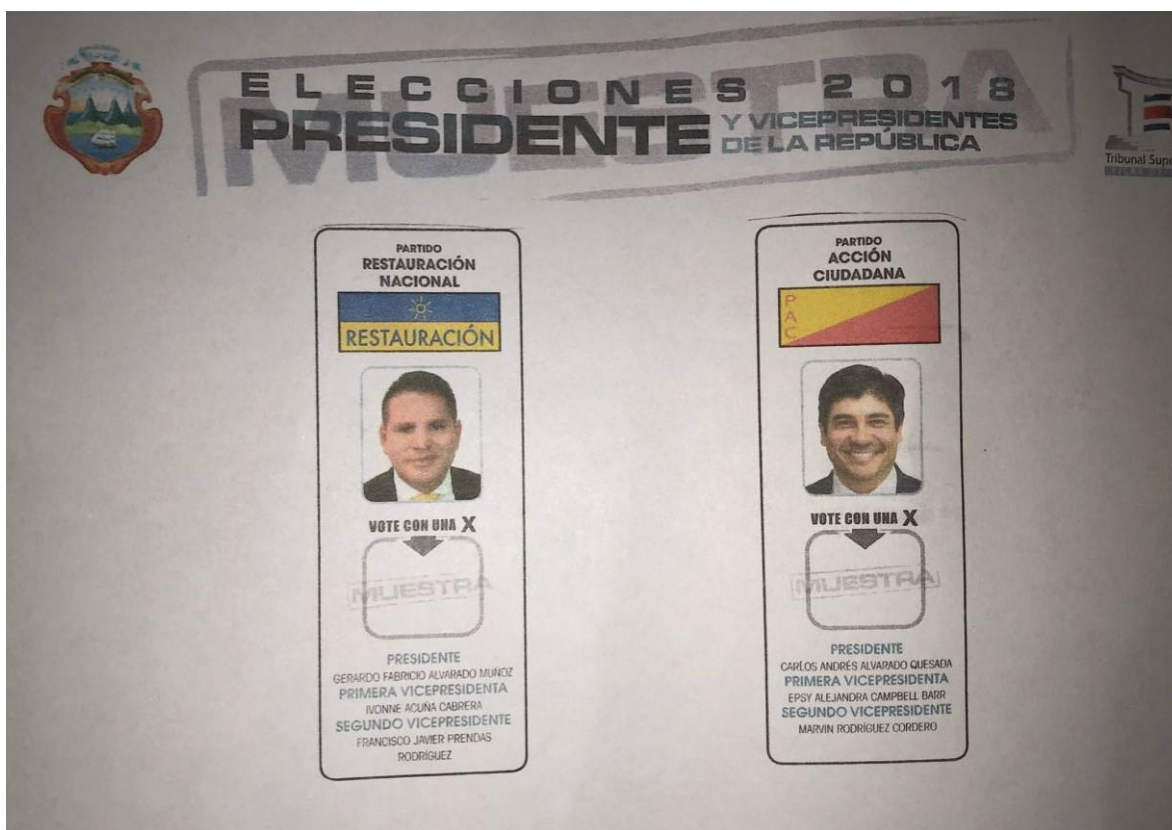 ELECCIONES 2018
PRESIDENTE Y VICEPRESIDENTES
DE LA REPÚBLICA
MUESTRA
Tribunal Supr
PARTIDO
RESTAURACIÓN
NACIONAL
RESTAURACIÓN
VOTE CON UNA X
MUESTRA
PRESIDENTE
GERARDO FABRICIO ALVARADO MUÑOZ
PRIMERA VICEPRESIDENTA
IVONNE ACUÑA CABRERA
SEGUNDO VICEPRESIDENTE
FRANCISCO JAVIER PRENDAS
RODRÍGUEZ
PARTIDO
ACCIÓN
CIUDADANA
PAC
VOTE CON UNA X
MUESTRA
PRESIDENTE
CARLOS ANDRÉS ALVARADO QUESADA
PRIMERA VICEPRESIDENTA
EPSY ALEJANDRA CAMPBELL BARR
SEGUNDO VICEPRESIDENTE
MARVIN RODRÍGUEZ CORDERO